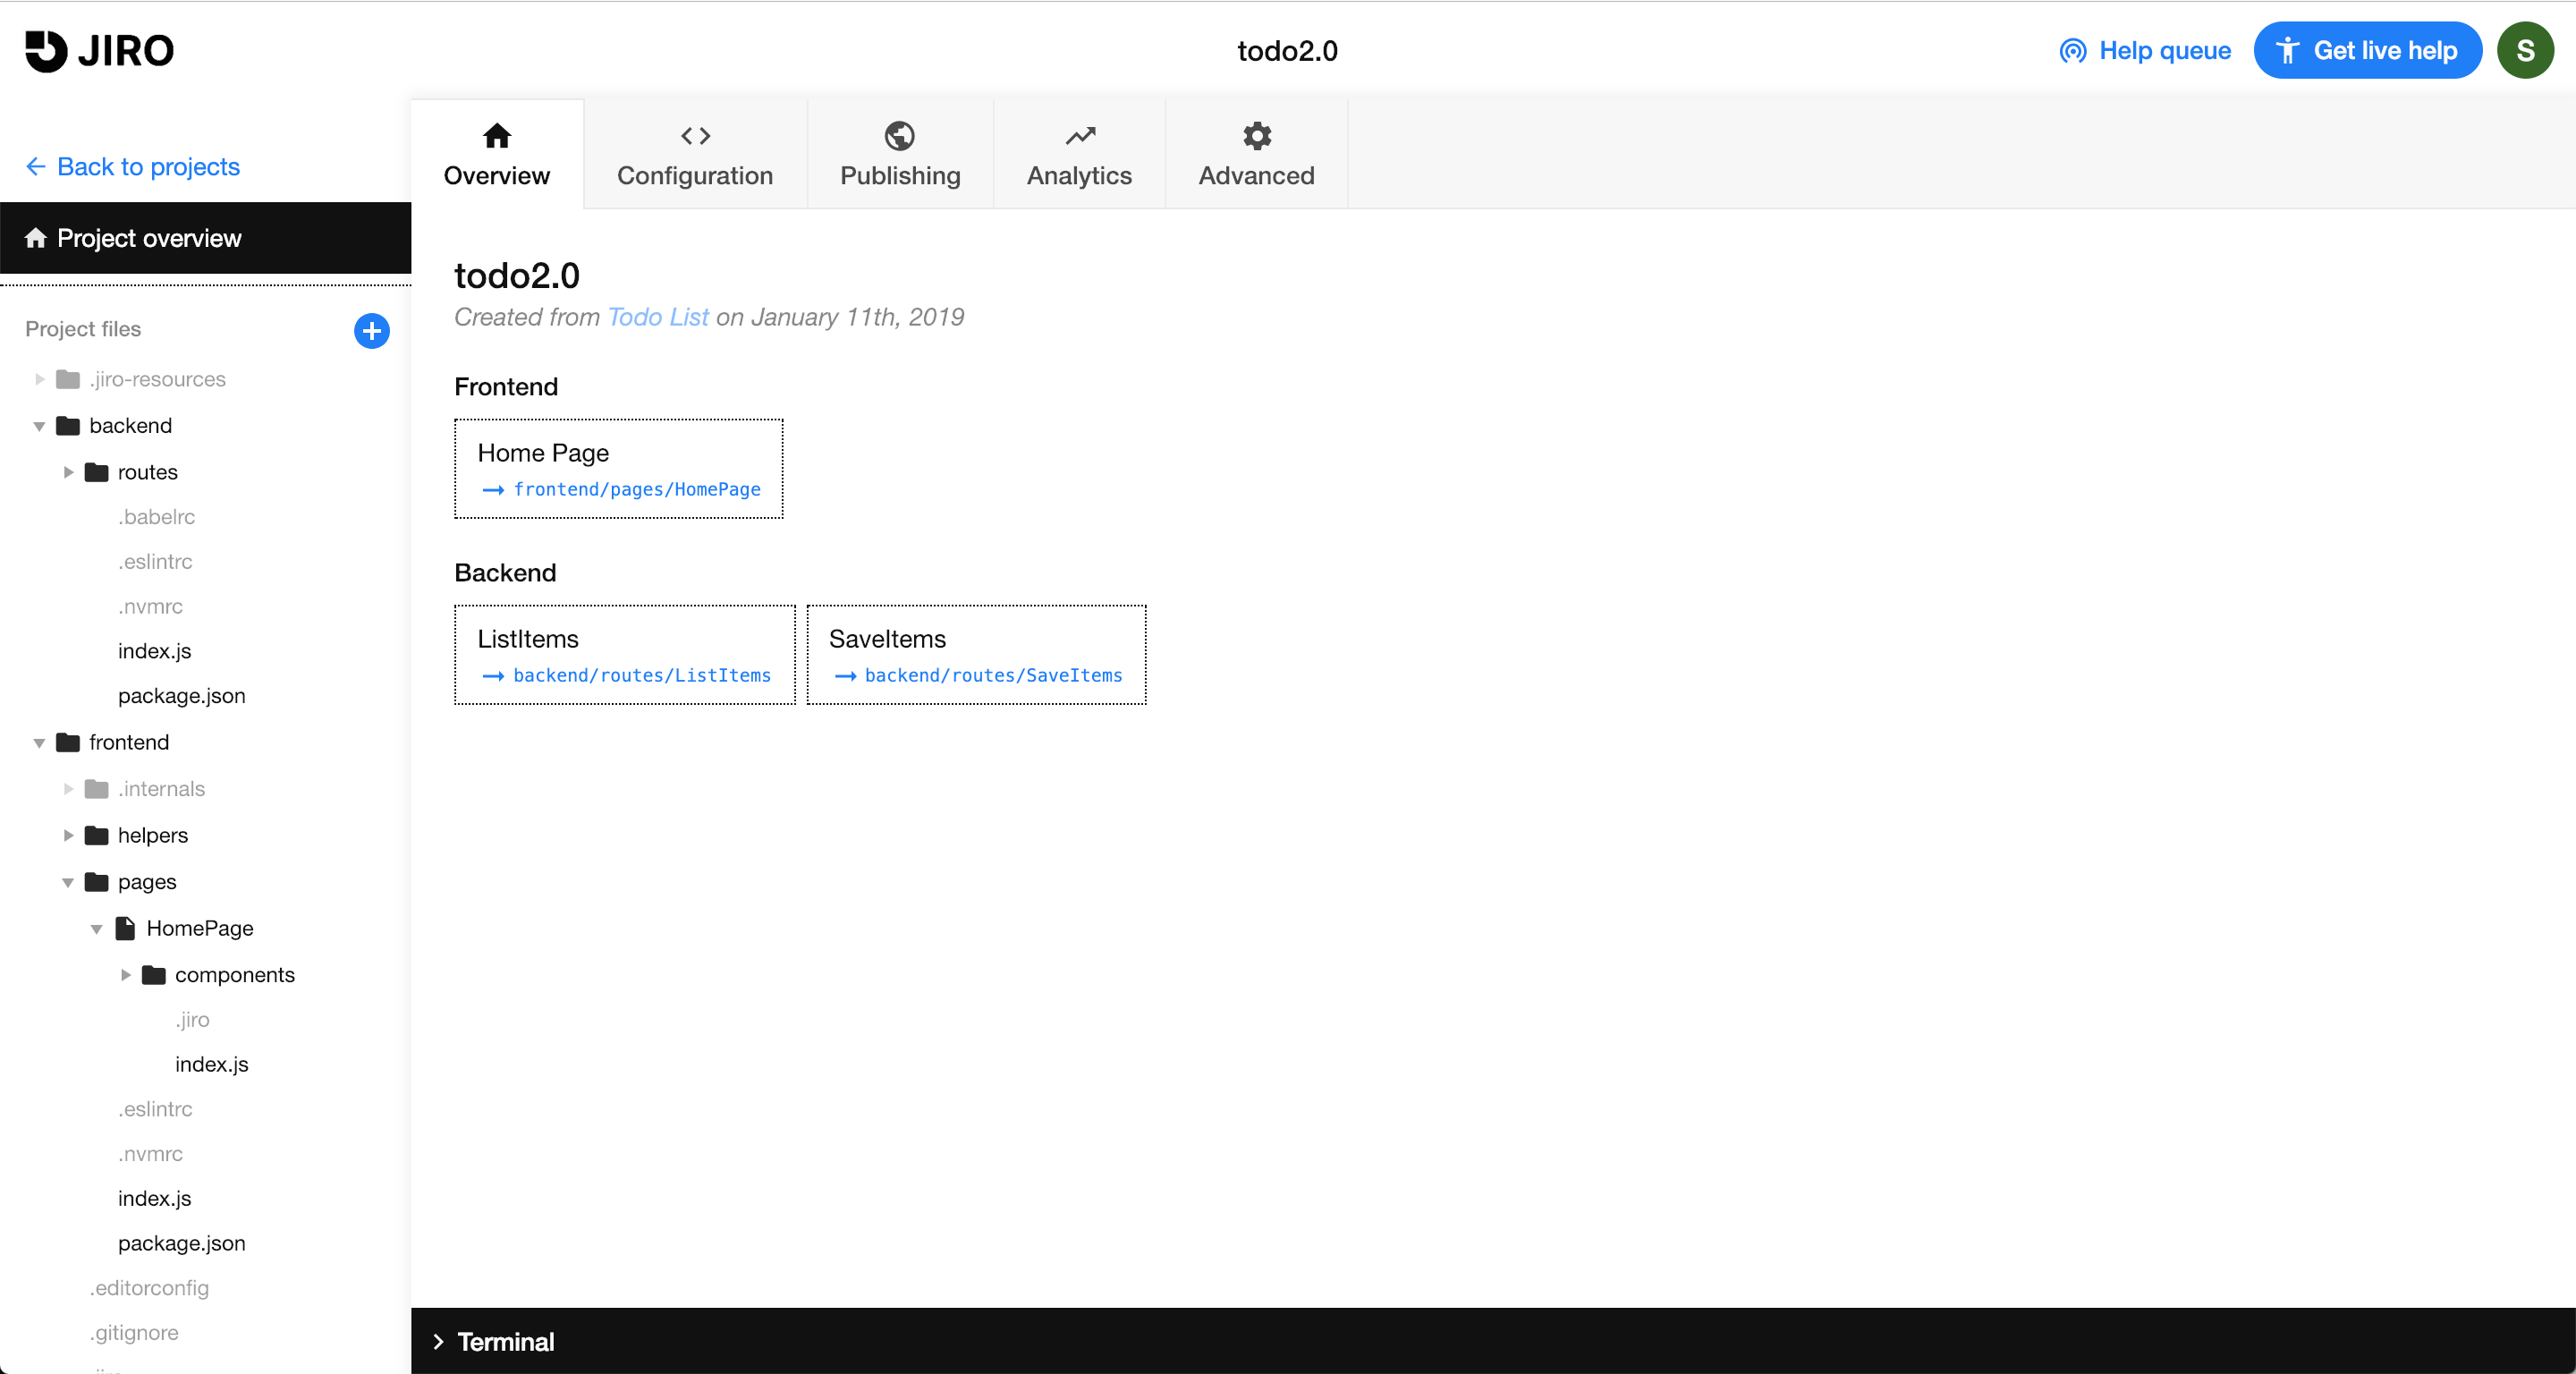 JIRO
todo2.0
Help queue
Get live help
S
Back to projects
Project overview
Project files
.jiro-resources
backend
routes
.babelrc
.eslintrc
.nvmrc
index.js
package.json
frontend
.internals
helpers
pages
HomePage
components
.jiro
index.js
.eslintrc
.nvmrc
index.js
package.json
.editorconfig
.gitignore
Overview
Configuration
Publishing
Analytics
Advanced
todo2.0
Created from Todo List on January 11th, 2019
Frontend
Home Page
frontend/pages/HomePage
Backend
ListItems
backend/routes/ListItems
SaveItems
backend/routes/SaveItems
Terminal